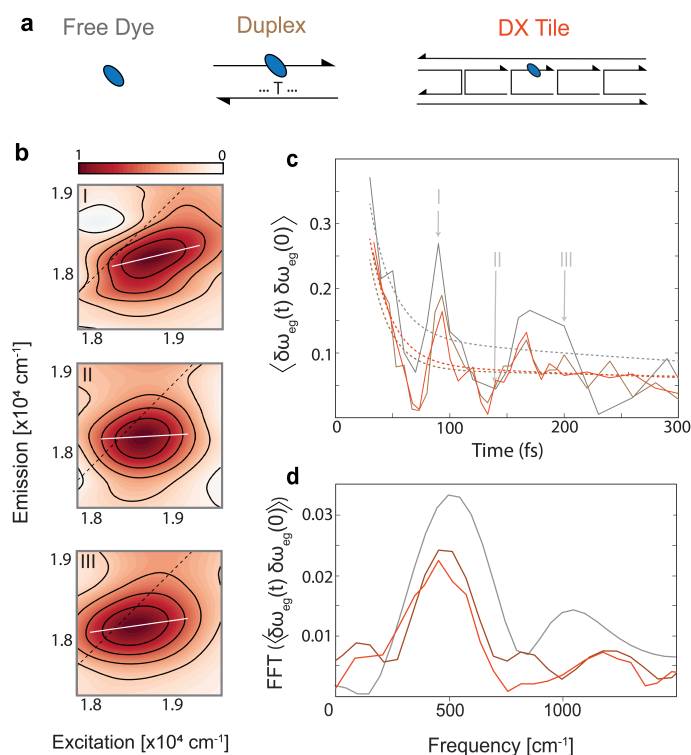 a
Free Dye
Duplex
DX Tile
... T ...
b
1
0
1.9
I
1.8
1.8
1.9
II
1.9
1.8
1.8
1.9
III
1.9
1.8
1.8
1.9
Emission [x10⁴ cm⁻¹]
Excitation [x10⁴ cm⁻¹]
c
I
II
III
0.3
0.2
0.1
0
100
200
300
⟨δω_eg(t) δω_eg(0)⟩
Time (fs)
d
0.03
0.02
0.01
0
500
1000
FFT (⟨δω_eg(t) δω_eg(0)⟩)
Frequency [cm⁻¹]